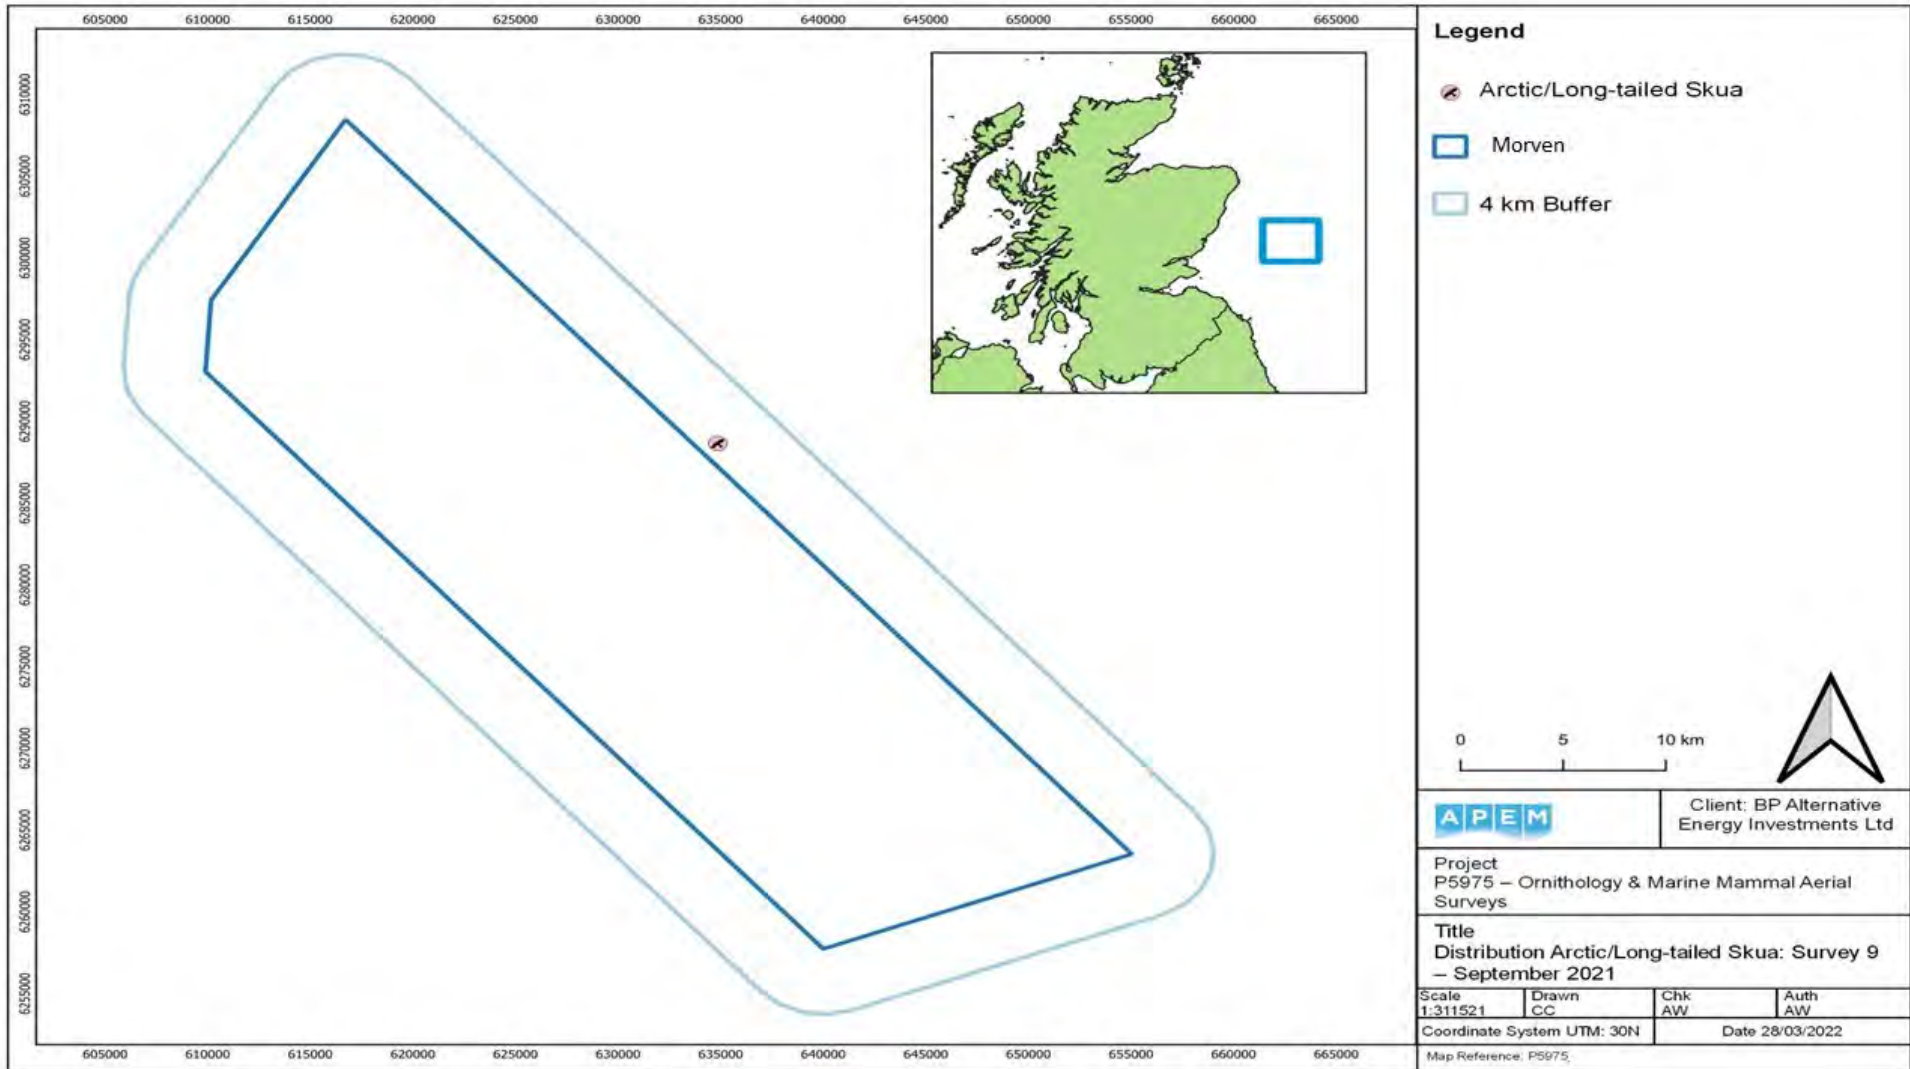 605000 610000 615000 620000 625000 630000 635000 640000 645000 650000 655000 660000 665000
6310000
6305000
6300000
6295000
6290000
6285000
6280000
6275000
6270000
6265000
6260000
6255000
605000 610000 615000 620000 625000 630000 635000 640000 645000 650000 655000 660000 665000
Legend
Arctic/Long-tailed Skua
Morven
4 km Buffer
0 5 10 km
APEM
Client: BP Alternative
Energy Investments Ltd
Project
P5975 – Ornithology & Marine Mammal Aerial
Surveys
Title
Distribution Arctic/Long-tailed Skua: Survey 9
– September 2021
Scale Drawn Chk Auth
1:311521 CC AW AW
Coordinate System UTM: 30N Date 28/03/2022
Map Reference: P5975